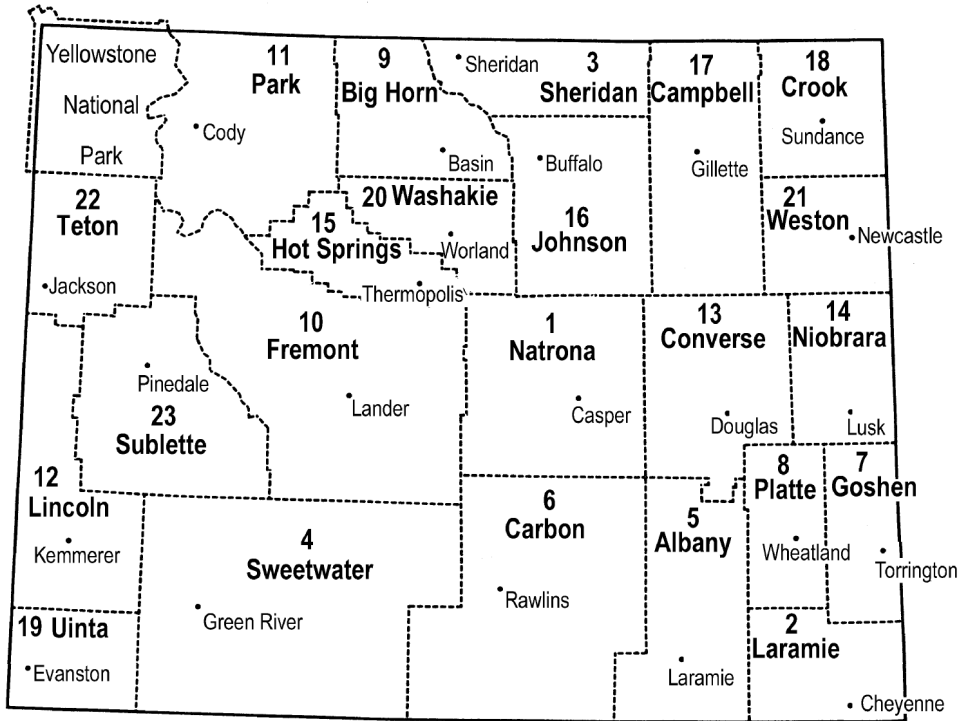 Yellowstone
National
Park
11
Park
Cody
9
Big Horn
Basin
Sheridan
3
Sheridan
17
Campbell
Gillette
18
Crook
Sundance
22
Teton
Jackson
15
Hot Springs
Thermopolis
20 Washakie
Worland
Buffalo
16
Johnson
21
Weston
Newcastle
10
Fremont
Lander
1
Natrona
Casper
13
Converse
Douglas
14
Niobrara
Lusk
Pinedale
23
Sublette
12
Lincoln
Kemmerer
4
Sweetwater
Green River
6
Carbon
Rawlins
5
Albany
Laramie
8
Platte
Wheatland
7
Goshen
Torrington
19 Uinta
Evanston
2
Laramie
Cheyenne